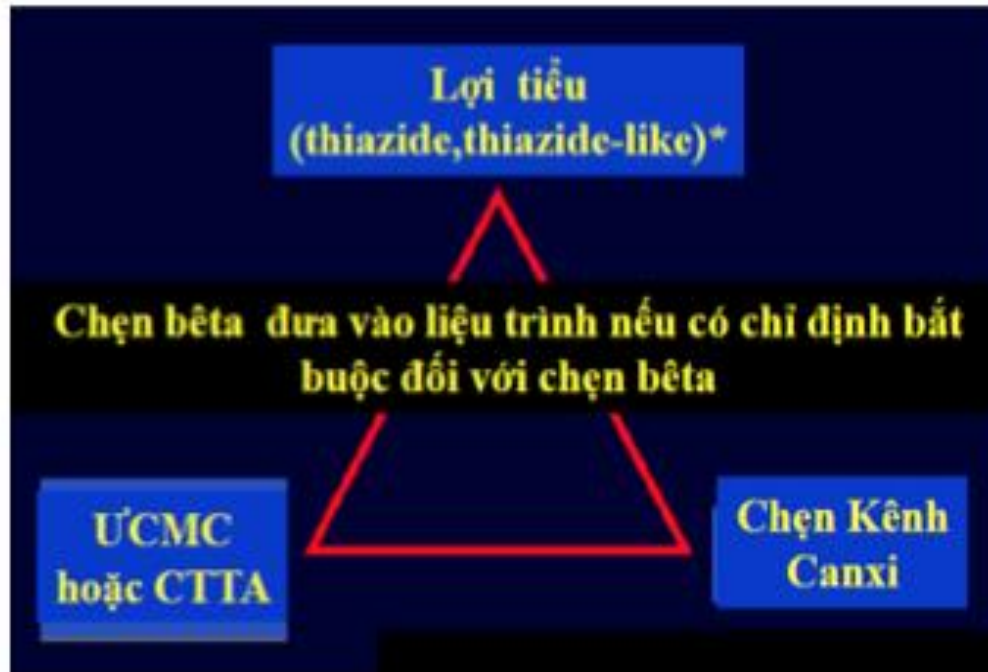 Lợi tiểu
(thiazide,thiazide-like)*
Chẹn bêta đưa vào liệu trình nếu có chỉ định bắt
buộc đối với chẹn bêta
ƯCMC
hoặc CTTA
Chẹn Kênh
Canxi